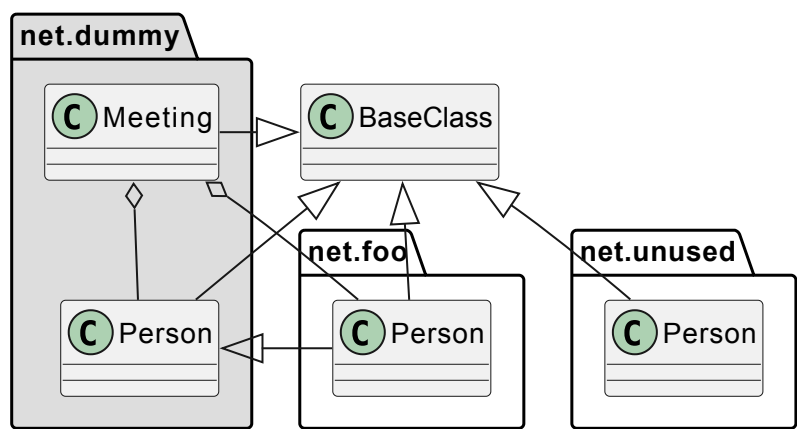 net.dummy
C Meeting
C BaseClass
net.foo
net.unused
C Person
C Person
C Person